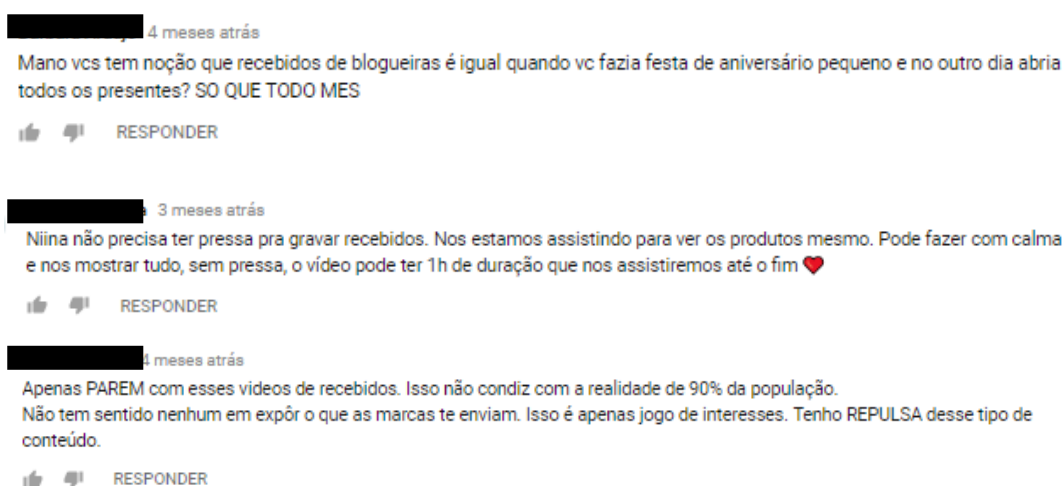 4 meses atrás
Mano vcs tem noção que recebidos de blogueiras é igual quando vc fazia festa de aniversário pequeno e no outro dia abria
todos os presentes? SO QUE TODO MES
RESPONDER
3 meses atrás
Niina não precisa ter pressa pra gravar recebidos. Nos estamos assistindo para ver os produtos mesmo. Pode fazer com calma
e nos mostrar tudo, sem pressa, o vídeo pode ter 1h de duração que nos assistiremos até o fim ❤
RESPONDER
4 meses atrás
Apenas PAREM com esses videos de recebidos. Isso não condiz com a realidade de 90% da população.
Não tem sentido nenhum em expôr o que as marcas te enviam. Isso é apenas jogo de interesses. Tenho REPULSA desse tipo de
conteúdo.
RESPONDER